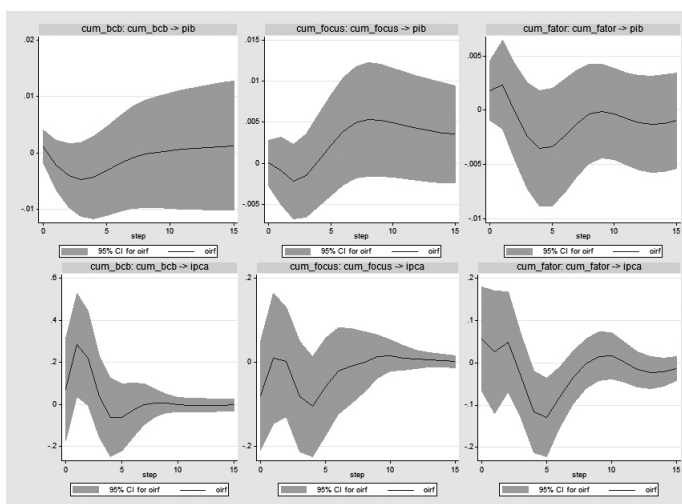 cum_bcb: cum_bcb -> pib
.02
.01
0
-.01
0
5
10
15
step
95% CI for oirf
oirf
cum_focus: cum_focus -> pib
.015
.01
.005
0
-.005
0
5
10
15
step
95% CI for oirf
oirf
cum_fator: cum_fator -> pib
.005
0
-.005
-.01
0
5
10
15
step
95% CI for oirf
oirf
cum_bcb: cum_bcb -> ipca
.6
.4
.2
0
-.2
0
5
10
15
step
95% CI for oirf
oirf
cum_focus: cum_focus -> ipca
.2
0
-.2
0
5
10
15
step
95% CI for oirf
oirf
cum_fator: cum_fator -> ipca
.2
.1
0
-.1
-.2
0
5
10
15
step
95% CI for oirf
oirf